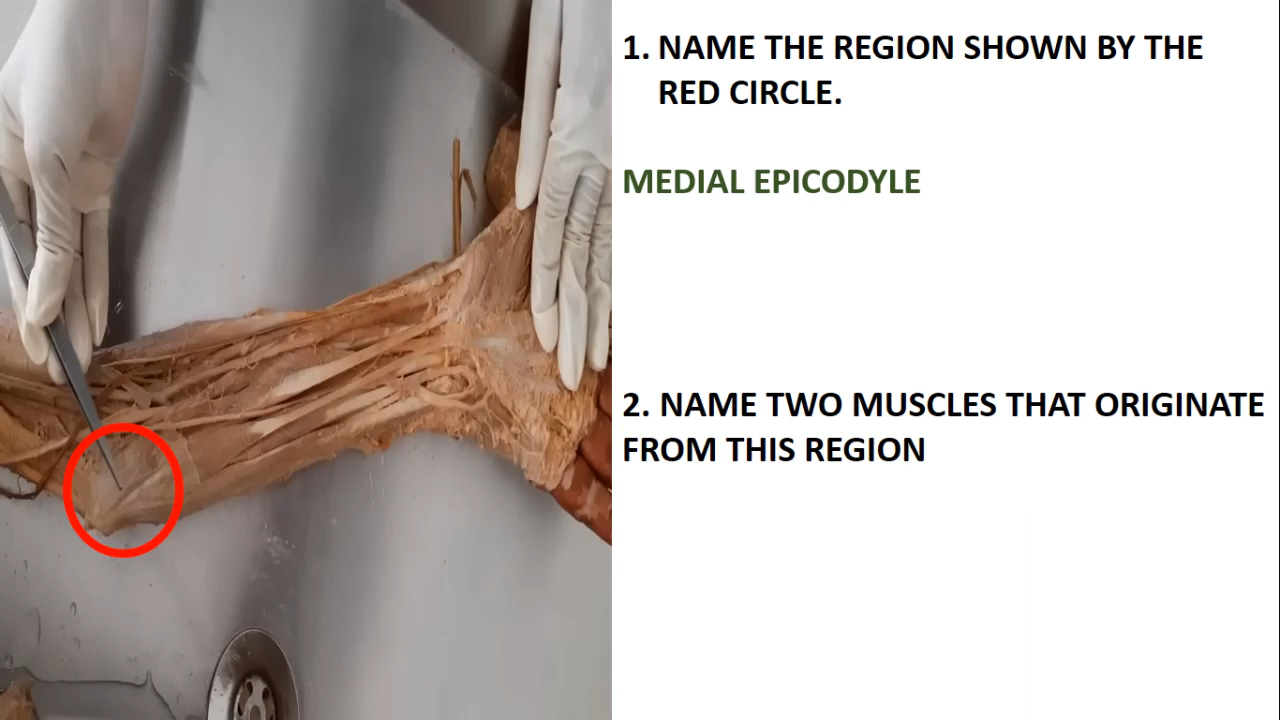 1. NAME THE REGION SHOWN BY THE
RED CIRCLE.
MEDIAL EPICODYLE
2. NAME TWO MUSCLES THAT ORIGINATE
FROM THIS REGION